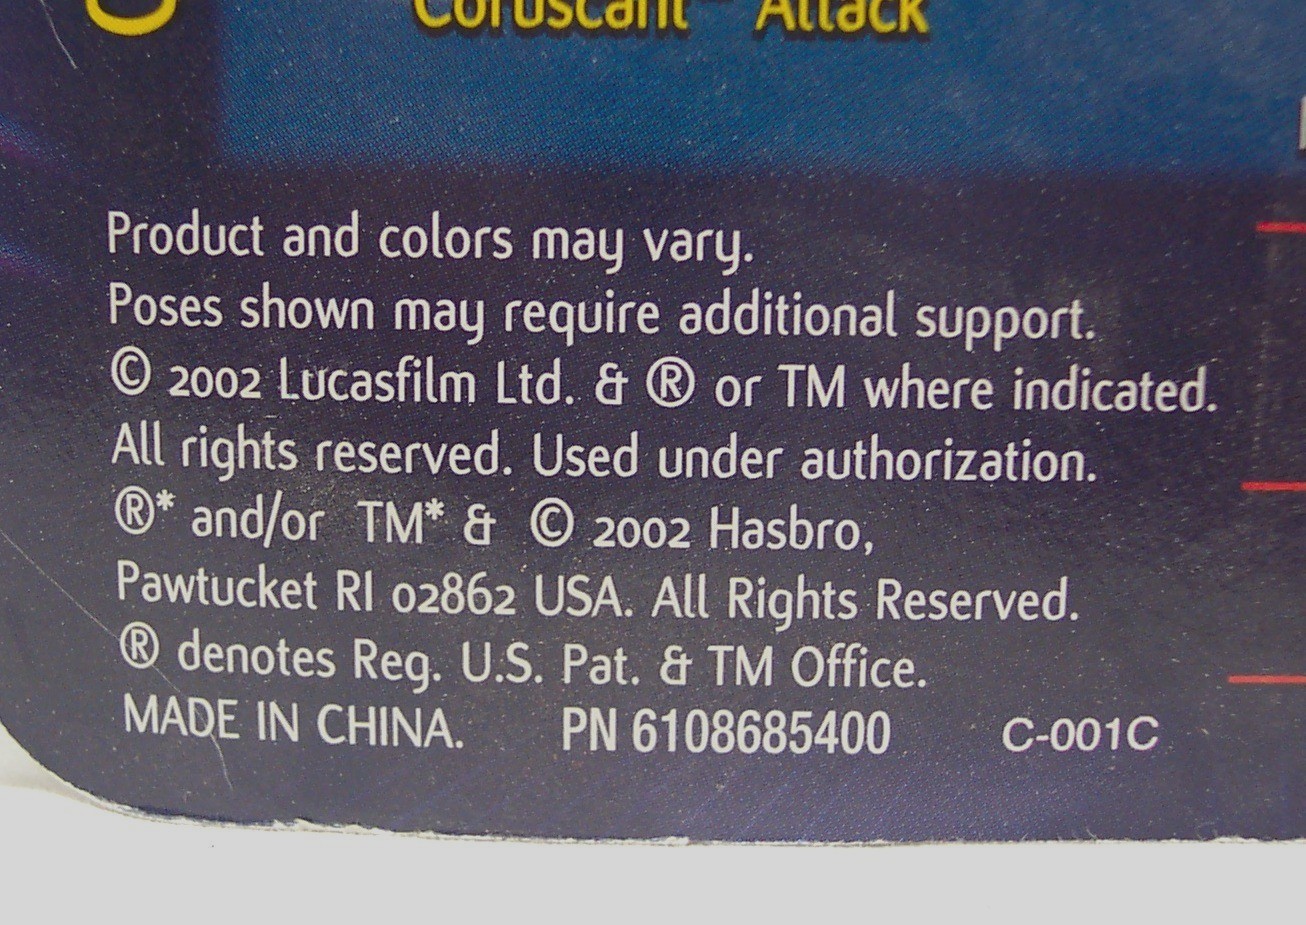 Coruscant™ Attack
Product and colors may vary.
Poses shown may require additional support.
© 2002 Lucasfilm Ltd. & ® or TM where indicated.
All rights reserved. Used under authorization.
®* and/or TM* & © 2002 Hasbro,
Pawtucket RI 02862 USA. All Rights Reserved.
® denotes Reg. U.S. Pat. & TM Office.
MADE IN CHINA. PN 6108685400 C-001C